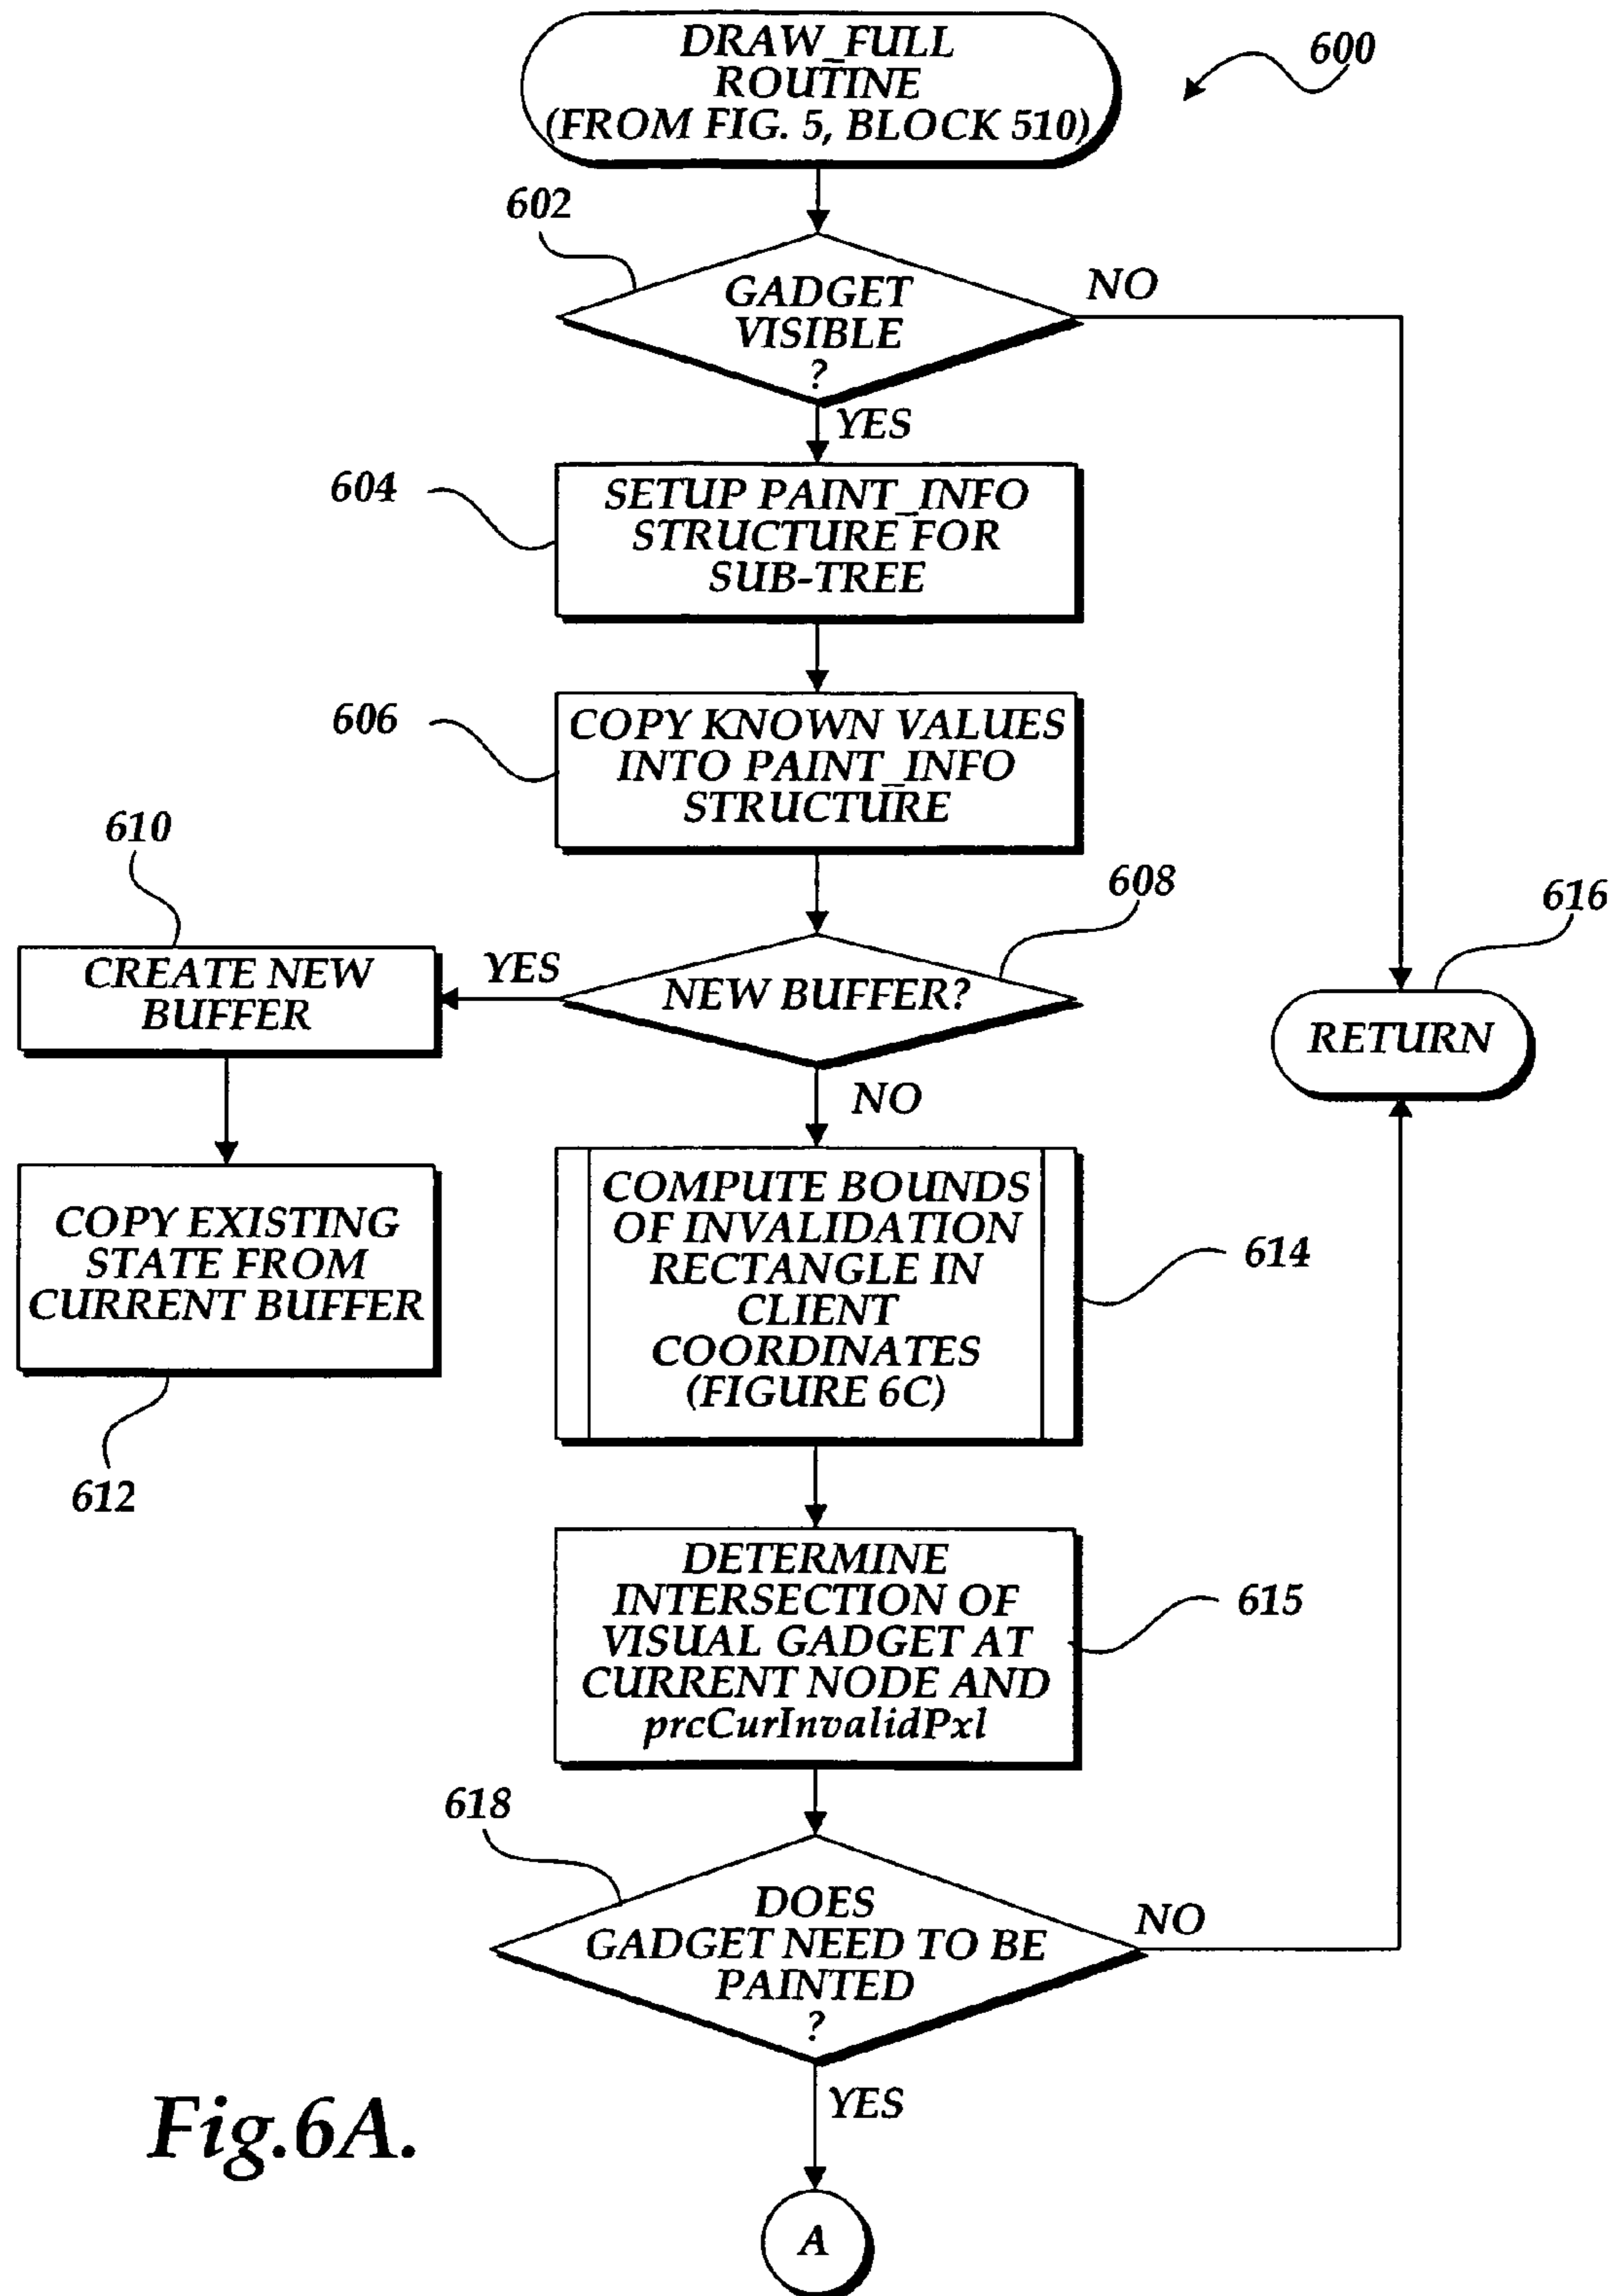 DRAW_FULL
ROUTINE
(FROM FIG. 5, BLOCK 510)
600
602
GADGET
VISIBLE
?
NO
YES
604
SETUP PAINT_INFO
STRUCTURE FOR
SUB-TREE
606
COPY KNOWN VALUES
INTO PAINT_INFO
STRUCTURE
610
608
616
CREATE NEW
BUFFER
YES
NEW BUFFER?
RETURN
NO
COPY EXISTING
STATE FROM
CURRENT BUFFER
612
COMPUTE BOUNDS
OF INVALIDATION
RECTANGLE IN
CLIENT
COORDINATES
(FIGURE 6C)
614
DETERMINE
INTERSECTION OF
VISUAL GADGET AT
CURRENT NODE AND
prcCurInvalidPxl
615
618
DOES
GADGET NEED TO BE
PAINTED
?
NO
YES
Fig.6A.
A